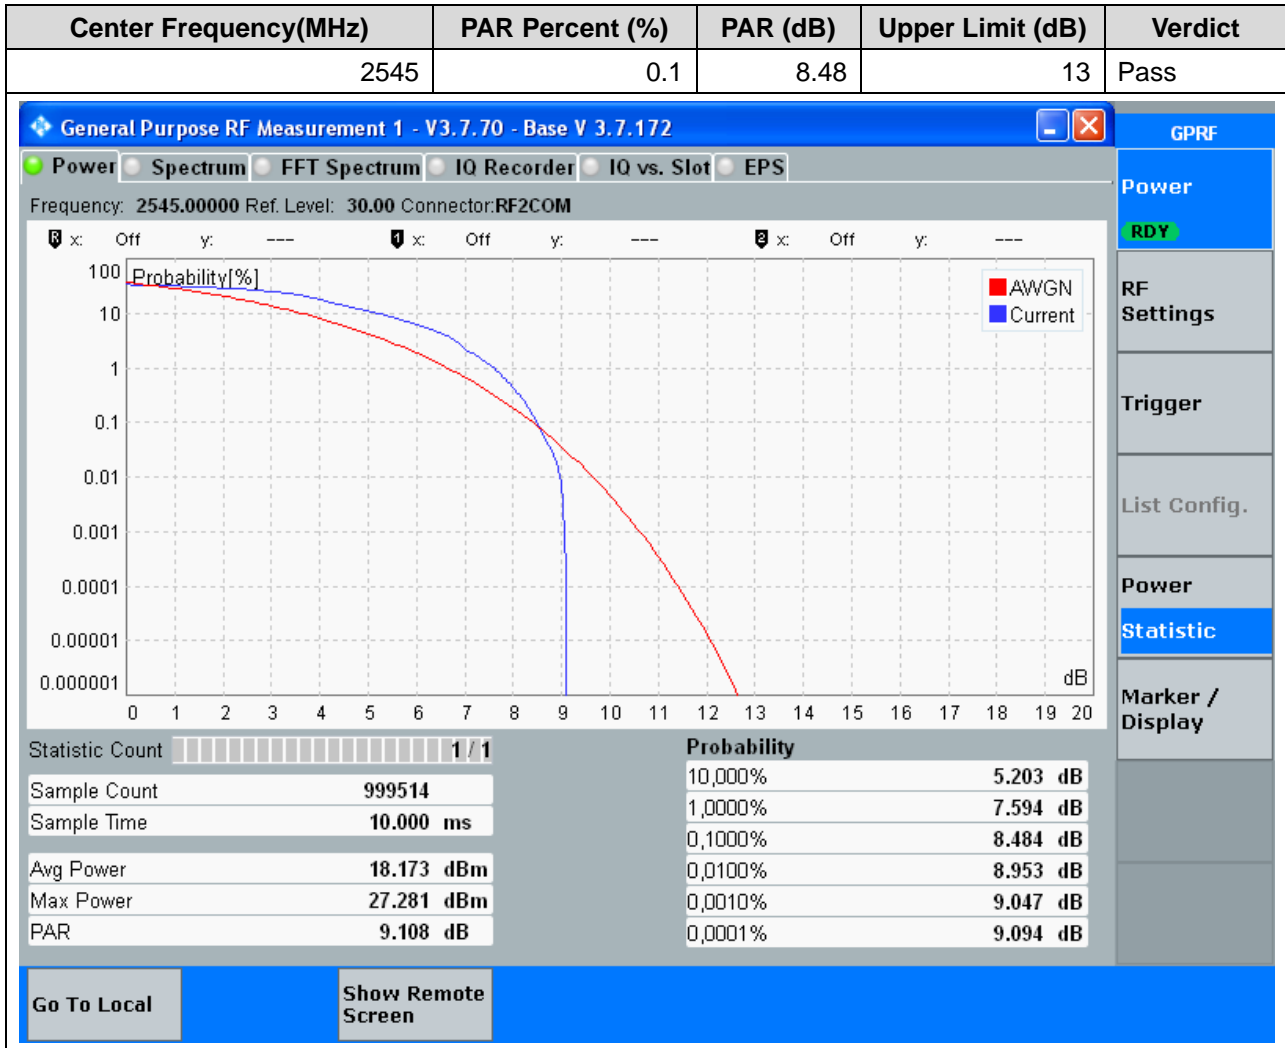 Center Frequency(MHz) PAR Percent (%) PAR (dB) Upper Limit (dB) Verdict
2545 0.1 8.48 13 Pass
General Purpose RF Measurement 1 - V3.7.70 - Base V 3.7.172
GPRF
Power Spectrum FFT Spectrum IQ Recorder IQ vs. Slot EPS
Power
Frequency: 2545.00000 Ref. Level: 30.00 Connector:RF2COM
RDY
R x: Off y: --- 1 x: Off y: --- 2 x: Off y: ---
100 Probability[%]
AWGN
RF
Settings
10
Current
1
0.1
Trigger
0.01
List Config.
0.001
0.0001
Power
0.00001
Statistic
0.000001
dB
0 1 2 3 4 5 6 7 8 9 10 11 12 13 14 15 16 17 18 19 20
Marker /
Display
Statistic Count 1 / 1
Probability
Sample Count 999514
Sample Time 10.000 ms
Avg Power 18.173 dBm
Max Power 27.281 dBm
PAR 9.108 dB
10,000% 5.203 dB
1,0000% 7.594 dB
0,1000% 8.484 dB
0,0100% 8.953 dB
0,0010% 9.047 dB
0,0001% 9.094 dB
Go To Local
Show Remote
Screen